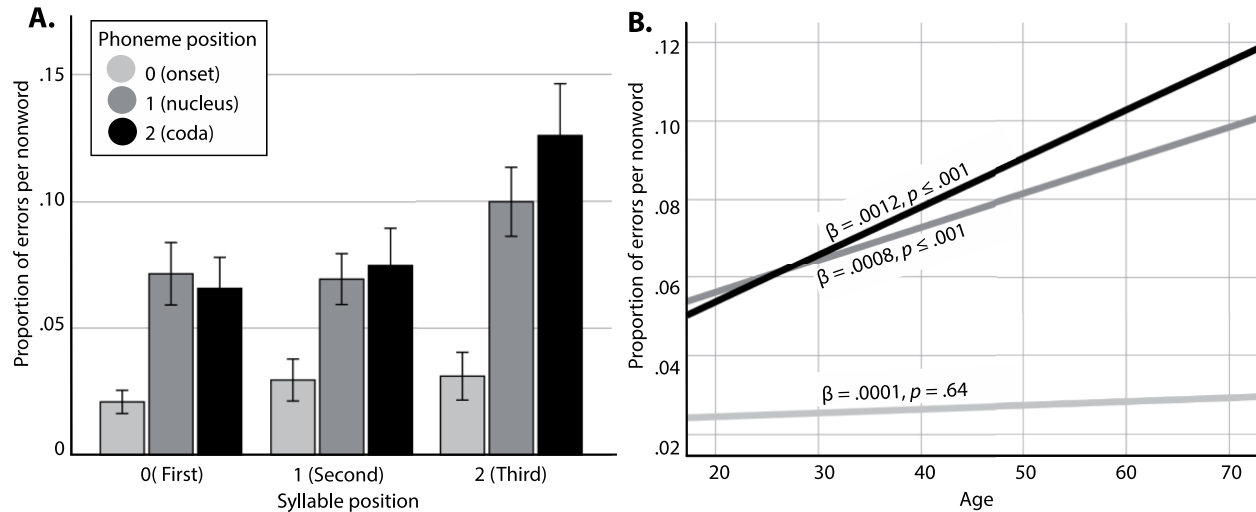 A.
Phoneme position
0 (onset)
1 (nucleus)
2 (coda)
Proportion of errors per nonword
.15
.10
.05
0
0( First)
1 (Second)
2 (Third)
Syllable position
B.
Proportion of errors per nonword
.12
.10
.08
.06
.04
.02
β = .0012, p ≤ .001
β = .0008, p ≤ .001
β = .0001, p = .64
20
30
40
50
60
70
Age